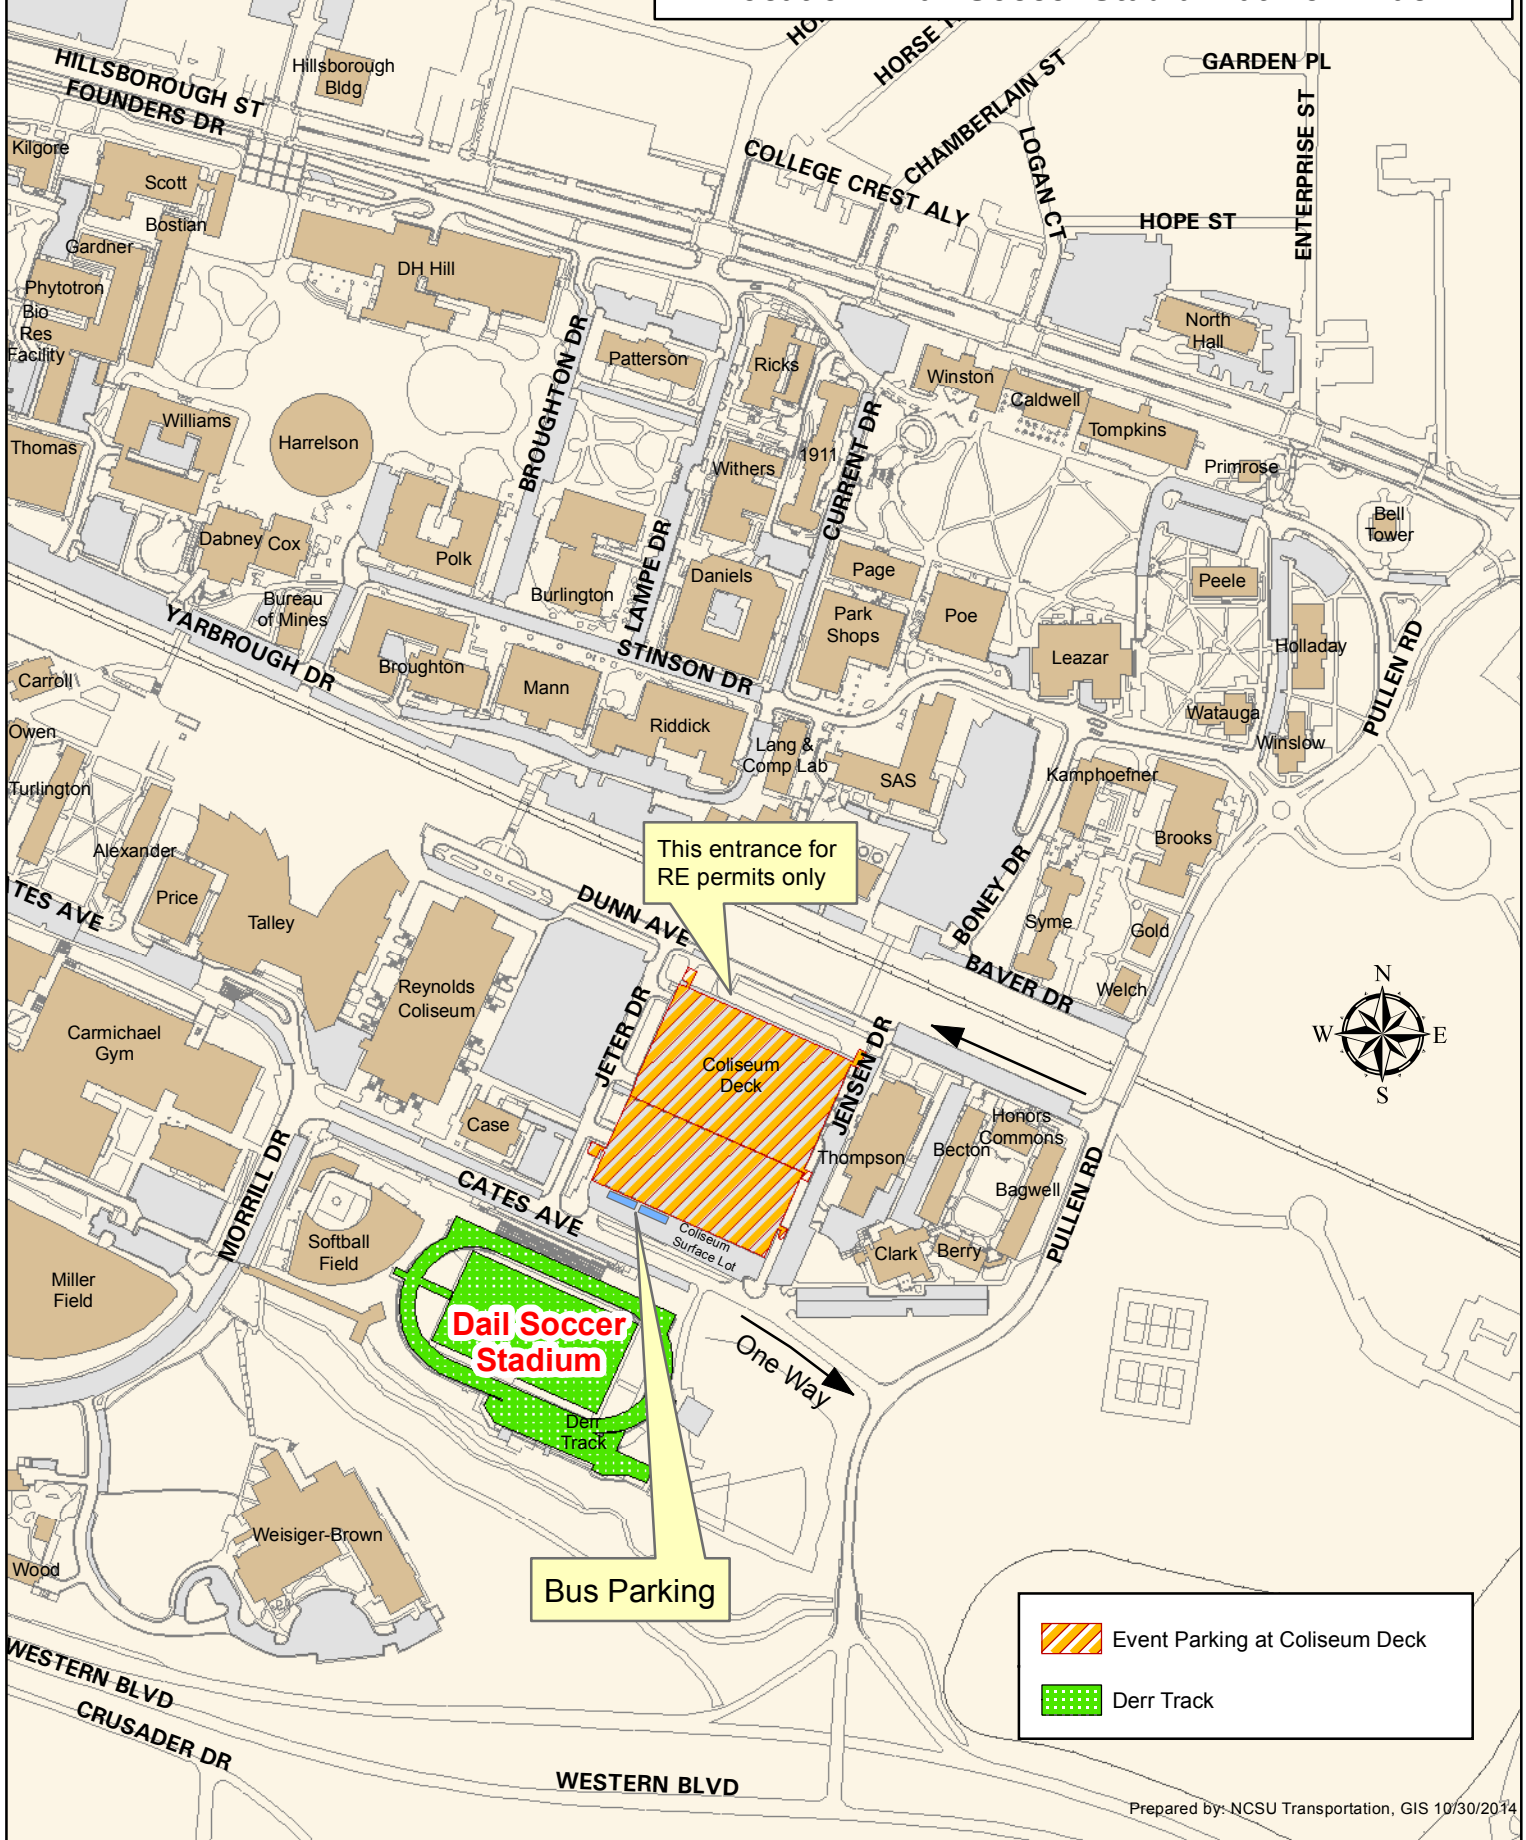 HILLSBOROUGH ST
FOUNDERS DR
Hillsborough
Bldg
CHAMBERLAIN ST
GARDEN PL
COLLEGE CREST ALY
LOGAN CT
HOPE ST
ENTERPRISE ST
Kilgore
Scott
Bostian
Gardner
Phytotron
Bio
Res
Facility
DH Hill
BROUGHTON DR
Patterson
Ricks
North
Hall
Winston
Caldwell
Tompkins
Primrose
Bell
Tower
Williams
Thomas
Harrelson
Withers
1911
CURRENT DR
Dabney
Cox
Polk
Burlington
S LAMPE DR
Daniels
Page
Park
Shops
Poe
Peele
Leazar
Holladay
PULLEN RD
Bureau
of Mines
YARBROUGH DR
Broughton
Mann
STINSON DR
Riddick
Watauga
Winslow
Carroll
Owen
Turlington
Lang &
Comp Lab
SAS
Kamphoefner
Brooks
Alexander
Price
Talley
This entrance for
RE permits only
DUNN AVE
BONEY DR
Syme
Gold
BAVER DR
Welch
TES AVE
Reynolds
Coliseum
Carmichael
Gym
JETER DR
Coliseum
Deck
JENSEN DR
N
W
E
S
Case
Honors
Commons
Becton
Thompson
Bagwell
MORRILL DR
CATES AVE
PULLEN RD
Softball
Field
Coliseum
Surface Lot
Clark
Berry
Miller
Field
Dail Soccer
Stadium
One Way
Derr
Track
Weisiger-Brown
Wood
Bus Parking
WESTERN BLVD
CRUSADER DR
WESTERN BLVD
Event Parking at Coliseum Deck
Derr Track
Prepared by: NCSU Transportation, GIS 10/30/2014